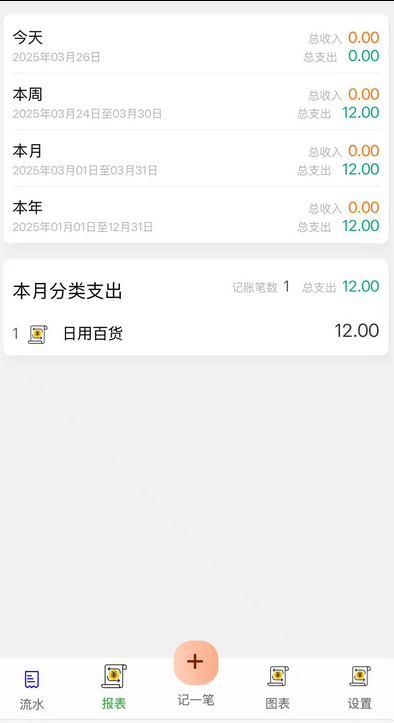 今天 总收入 0.00
2025年03月26日 总支出 0.00
本周 总收入 0.00
2025年03月24日至03月30日 总支出 12.00
本月 总收入 0.00
2025年03月01日至03月31日 总支出 12.00
本年 总收入 0.00
2025年01月01日至12月31日 总支出 12.00
本月分类支出 记账笔数 1 总支出 12.00
1 日用百货 12.00
流水 报表 记一笔 图表 设置